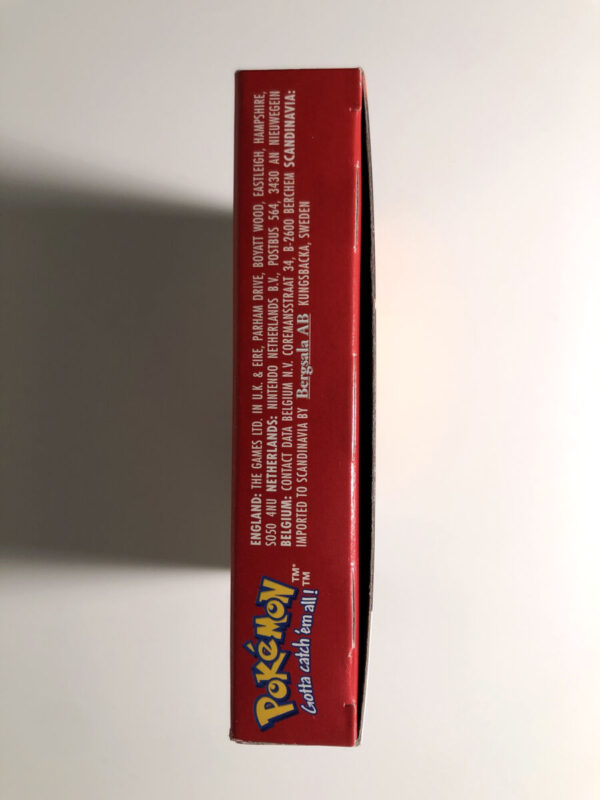 POKéMON™
Gotta catch 'em all!™
ENGLAND: THE GAMES LTD. IN U.K. & EIRE, PARHAM DRIVE, BOYATT WOOD, EASTLEIGH, HAMPSHIRE,
SO50 4NU NETHERLANDS: NINTENDO NETHERLANDS B.V., POSTBUS 564, 3430 AN NIEUWEGEIN
BELGIUM: CONTACT DATA BELGIUM N.V. COREMANSSTRAAT 34, B-2600 BERCHEM SCANDINAVIA:
IMPORTED TO SCANDINAVIA BY Bergsala AB KUNGSBACKA, SWEDEN